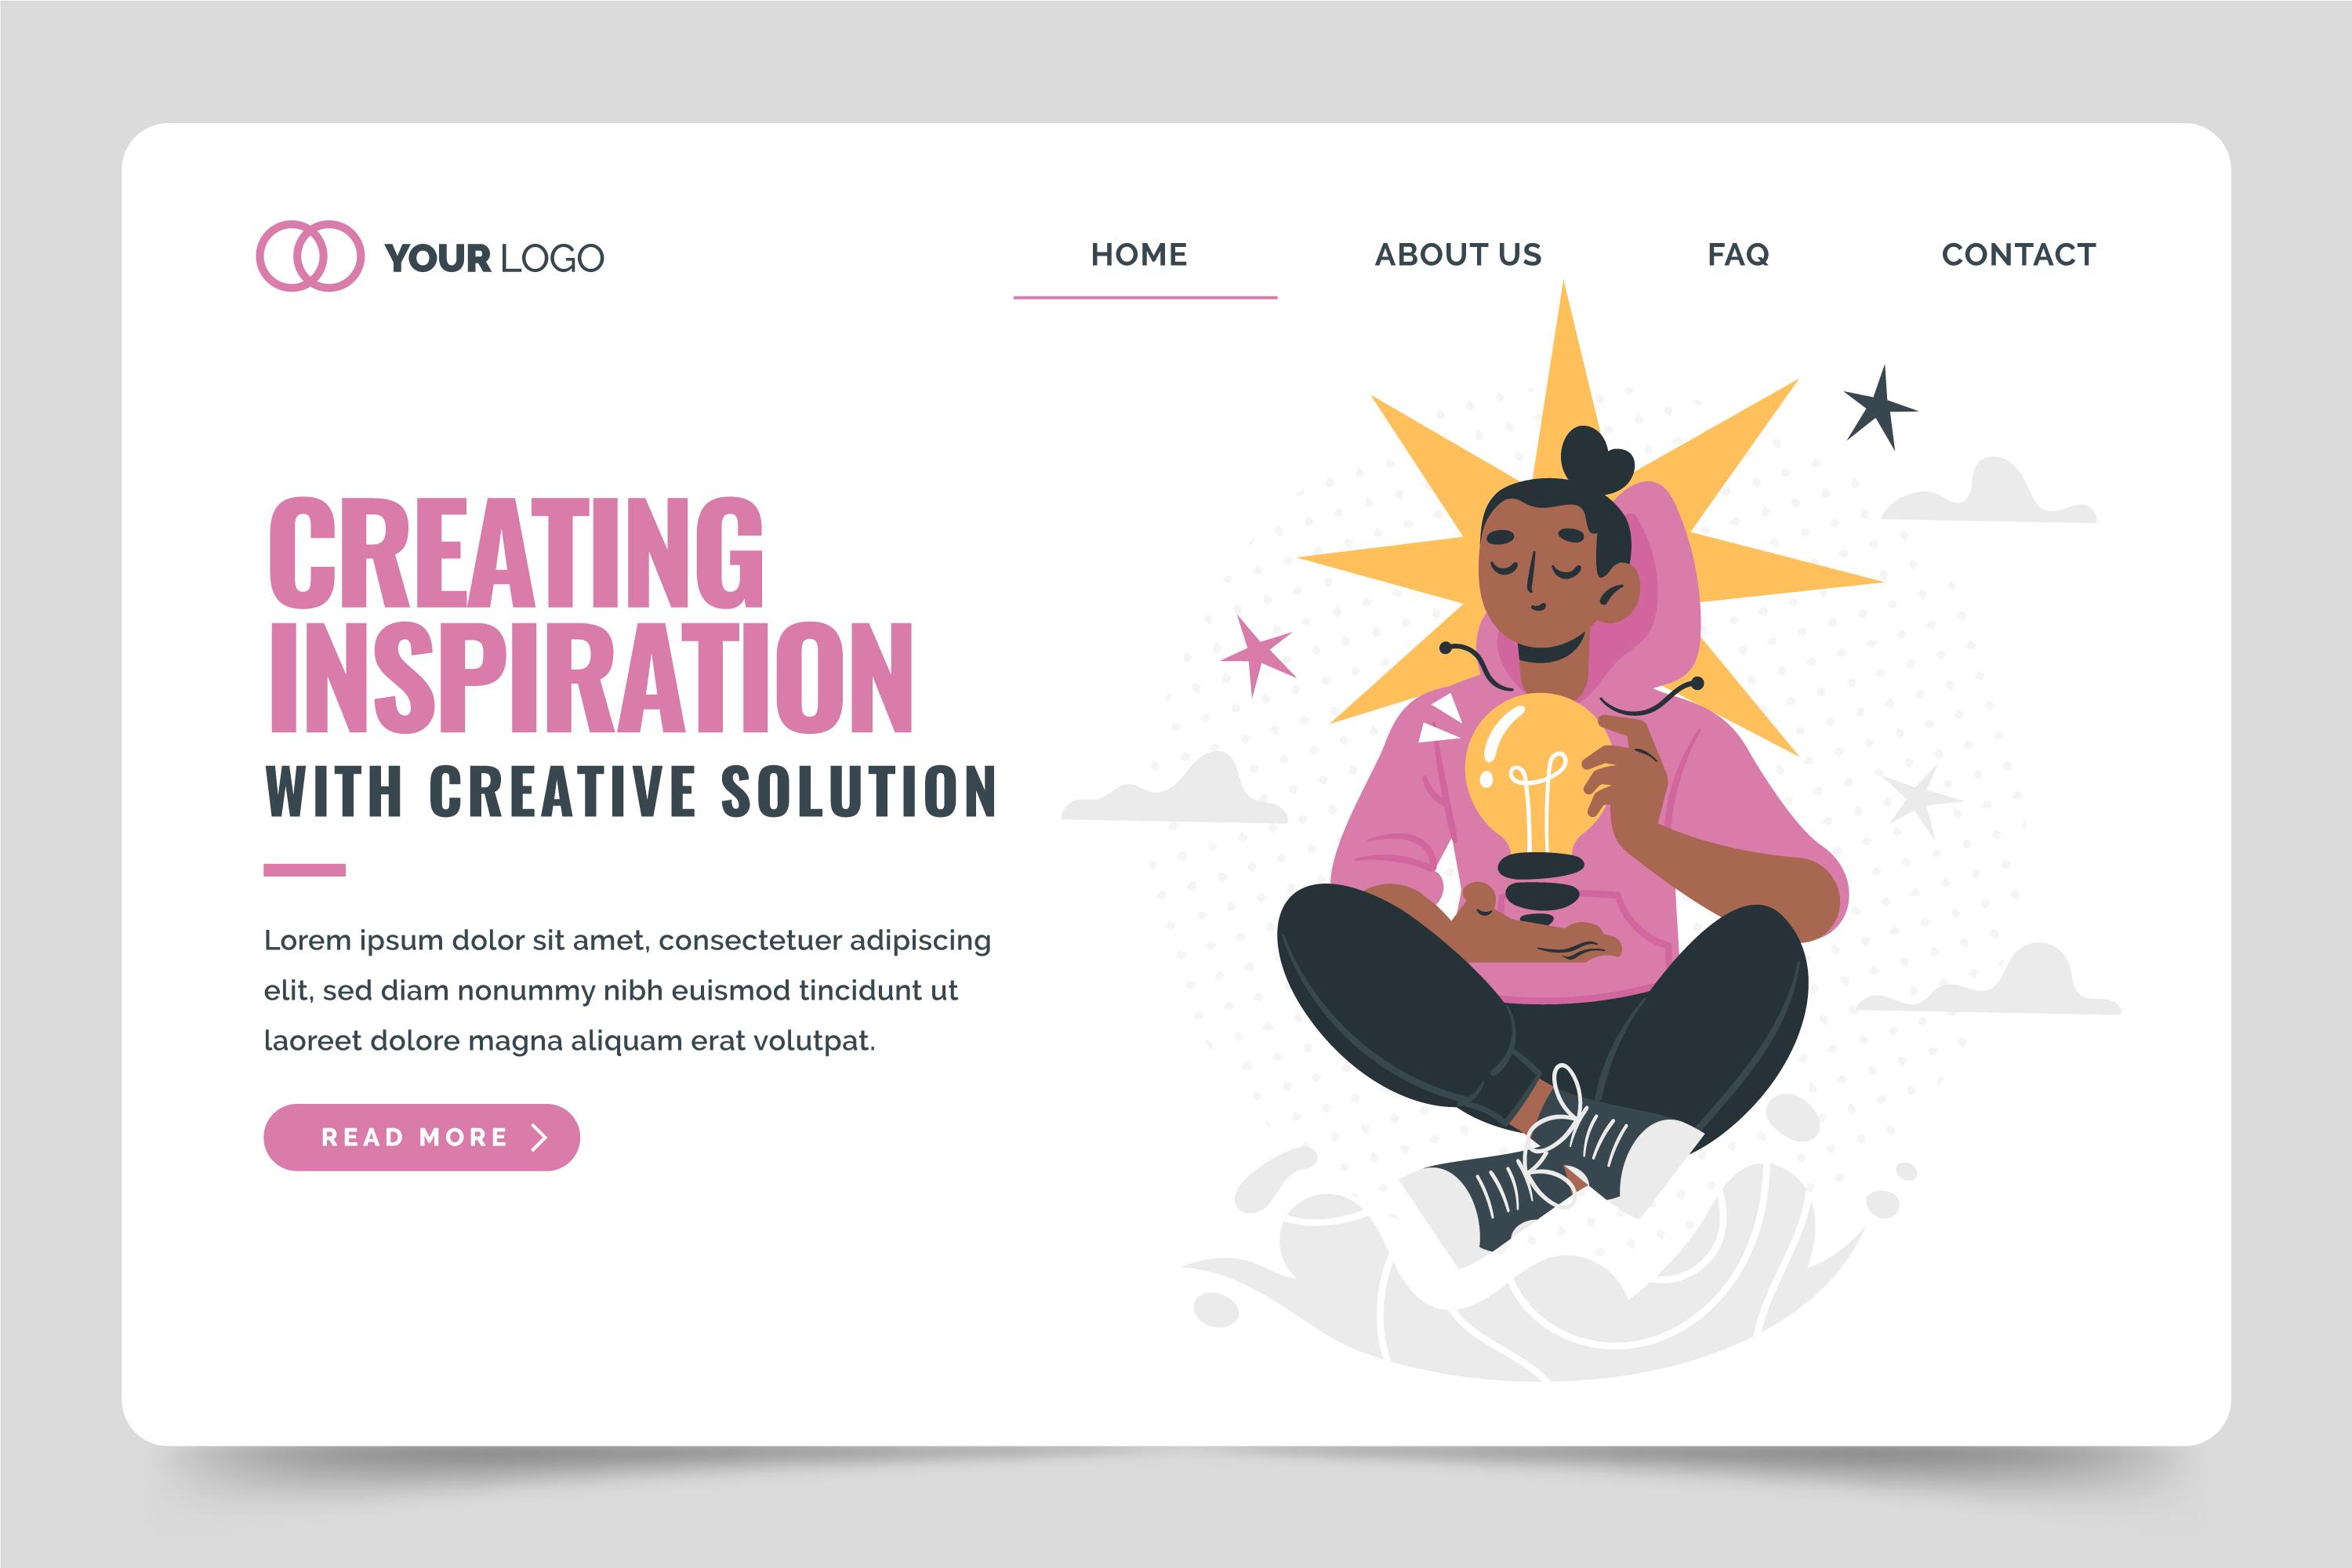 YOUR LOGO
HOME
ABOUT US
FAQ
CONTACT
CREATING
INSPIRATION
WITH CREATIVE SOLUTION
Lorem ipsum dolor sit amet, consectetuer adipiscing
elit, sed diam nonummy nibh euismod tincidunt ut
laoreet dolore magna aliquam erat volutpat.
READ MORE